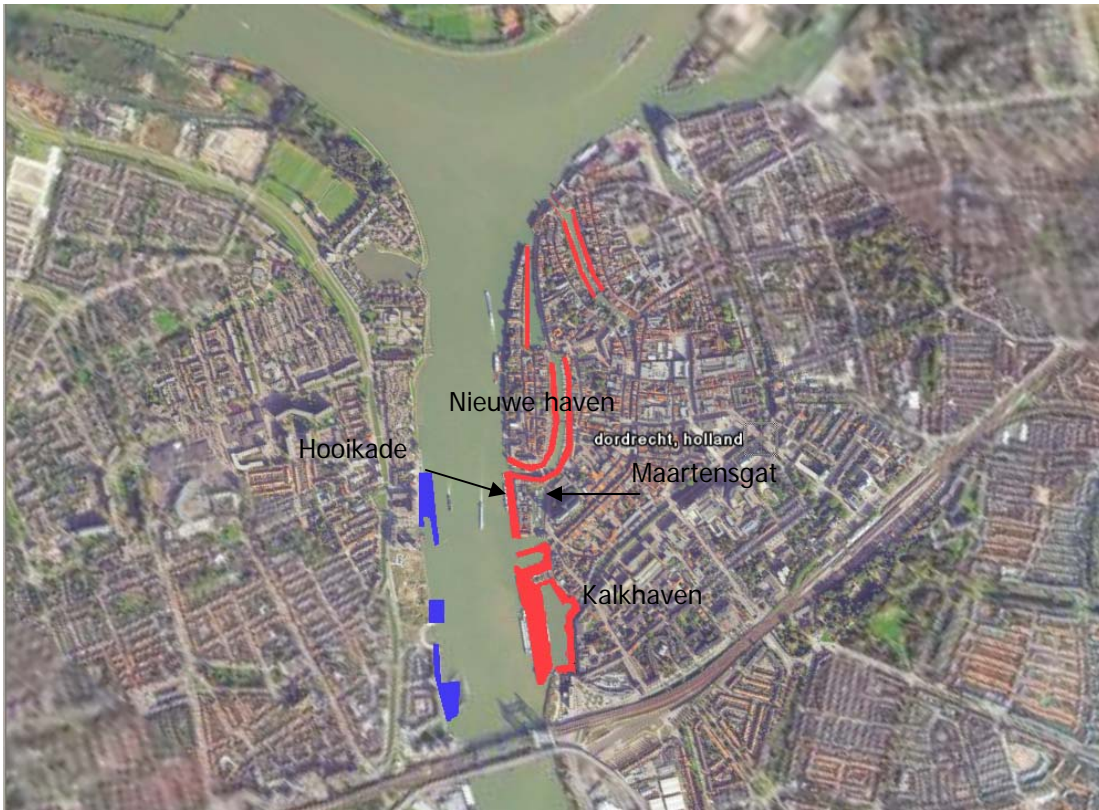 Nieuwe haven
dordrecht, holland
Hooikade
Maartensgat
Kalkhaven